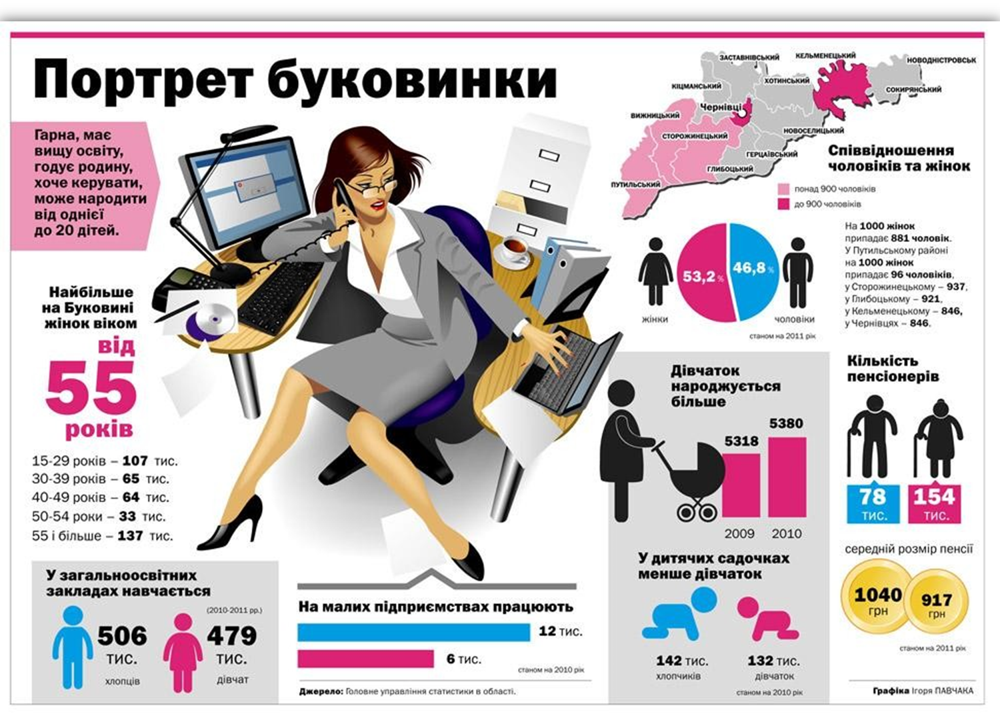 Портрет буковинки
Гарна, має
вищу освіту,
годує родину,
хоче керувати,
може народити
від однієї
до 20 дітей.
Найбільше
на Буковині
жінок віком
від
55
років
15-29 років – 107 тис.
30-39 років – 65 тис.
40-49 років – 64 тис.
50-54 роки – 33 тис.
55 і більше – 137 тис.
У загальноосвітних
закладах навчається
(2010-2011 рр.)
506
тис.
хлопців
479
тис.
дівчат
На малих підприємствах працюють
12 тис.
6 тис.
станом на 2010 рік
Джерело: Головне управління статистики в області.
ЗАСТАВНІВСЬКИЙ
КЕЛЬМЕНЕЦЬКИЙ
НОВОДНІСТРОВСЬК
КІЦМАНСЬКИЙ
ХОТИНСЬКИЙ
СОКИРЯНСЬКИЙ
Чернівці
ВИЖНИЦЬКИЙ
СТОРОЖИНЕЦЬКИЙ
НОВОСЕЛИЦЬКИЙ
ГЕРЦАЇВСЬКИЙ
ГЛИБОЦЬКИЙ
ПУТИЛЬСЬКИЙ
Співвідношення
чоловіків та жінок
понад 900 чоловіків
до 900 чоловіків
53,2%
46,8%
жінки
чоловіки
станом на 2011 рік
На 1000 жінок
припадає 881 чоловік.
У Путильському районі
на 1000 жінок
припадає 96 чоловіків,
у Сторожинецькому – 937,
у Глибоцькому – 921,
у Кельменецькому – 846,
у Чернівцях – 846.
Дівчаток
народжується
більше
5318
5380
2009
2010
У дитячих садочках
менше дівчаток
142 тис.
хлопчиків
132 тис.
дівчаток
станом на 2010 рік
Кількість
пенсіонерів
78
тис.
154
тис.
середній розмір пенсії
1040
грн
917
грн
станом на 2011 рік
Графіка Ігоря ПАВЧАКА